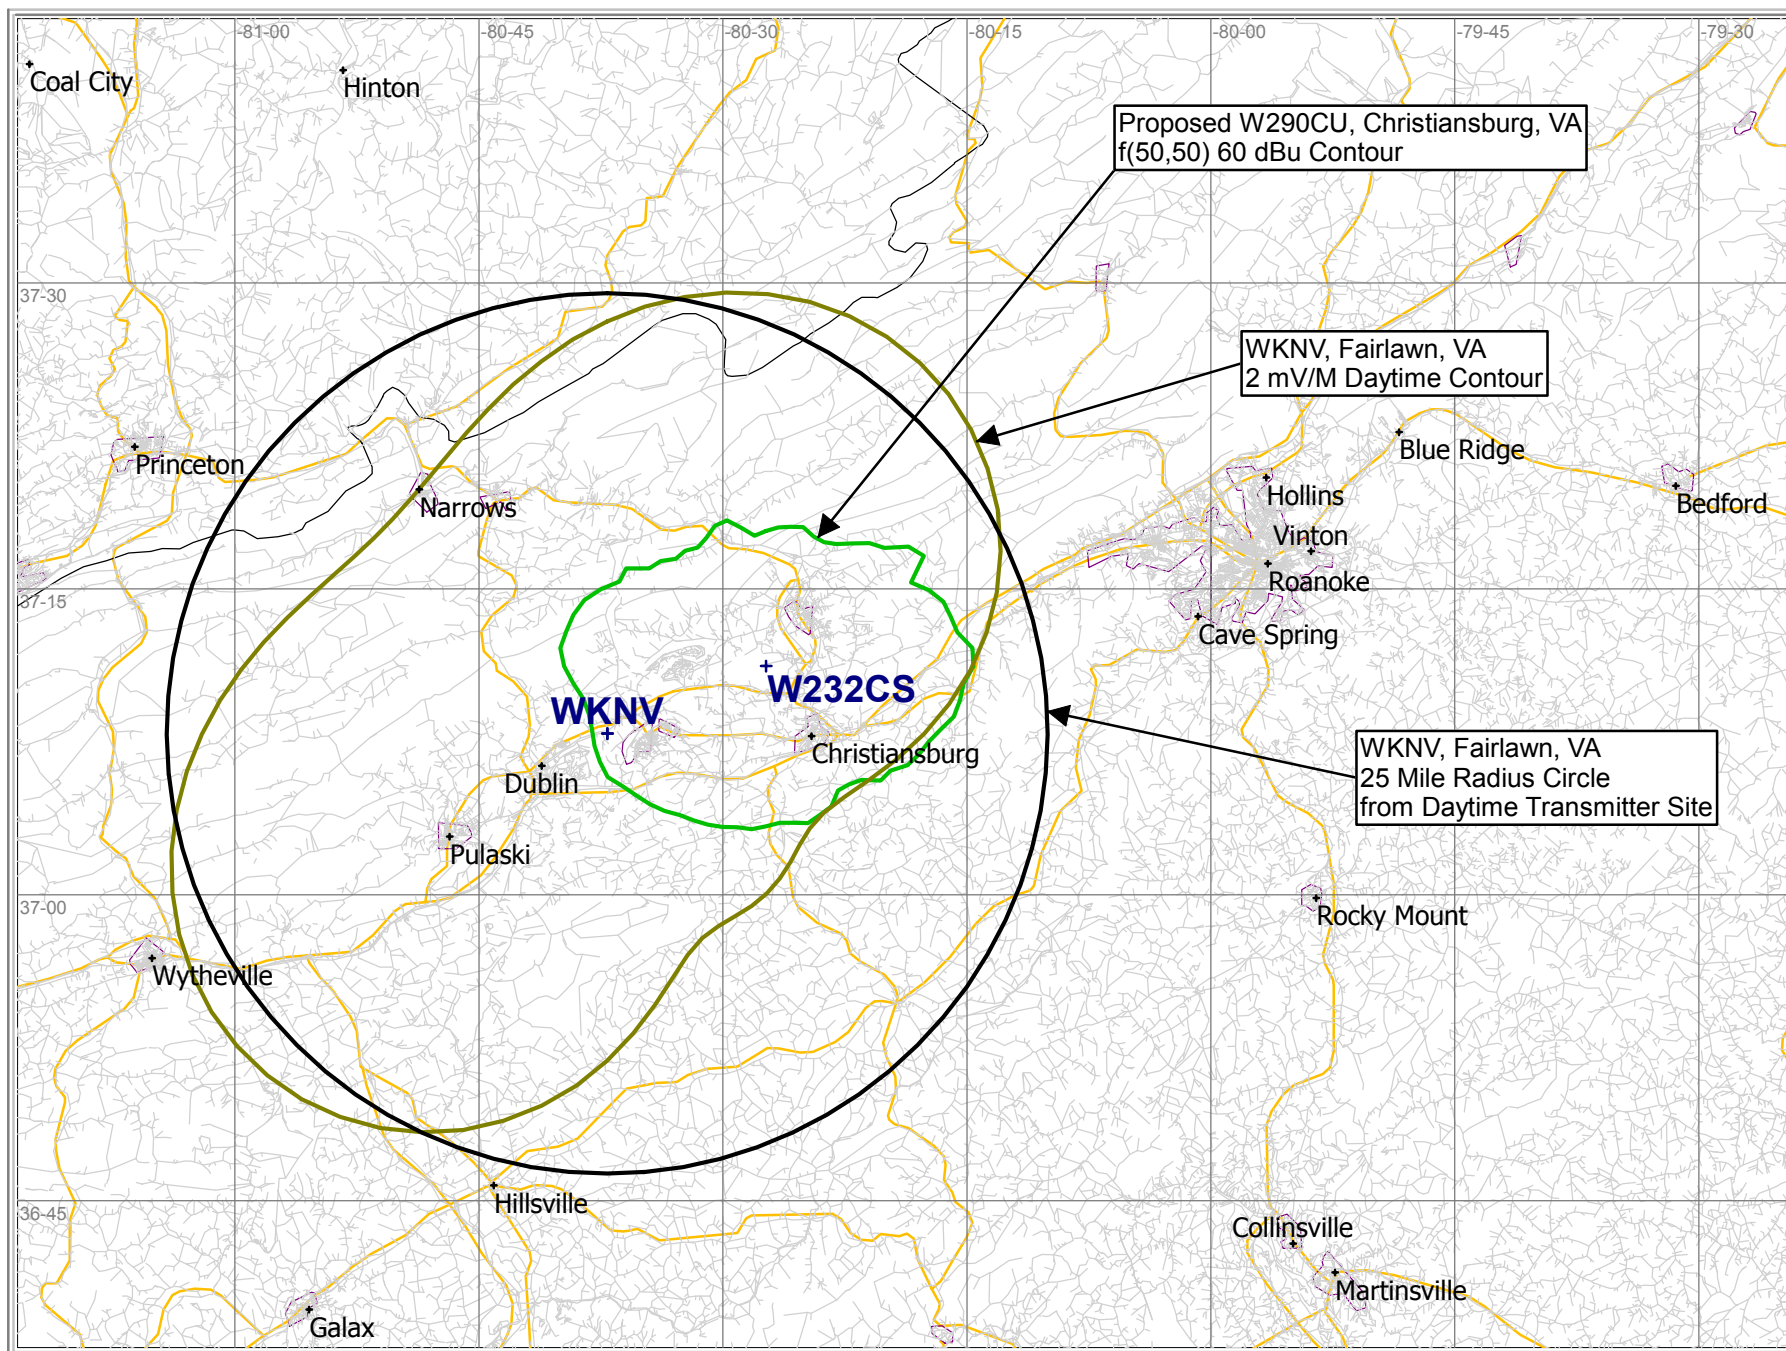 -81-00
-80-45
-80-30
-80-15
-80-00
-79-45
-79-30
Coal City
Hinton
Proposed W290CU, Christiansburg, VA
f(50,50) 60 dBu Contour
37-30
WKNV, Fairlawn, VA
2 mV/M Daytime Contour
Princeton
Narrows
Blue Ridge
Hollins
Bedford
Vinton
Roanoke
37-15
Cave Spring
W232CS
WKNV
Christiansburg
WKNV, Fairlawn, VA
25 Mile Radius Circle
from Daytime Transmitter Site
Dublin
Pulaski
37-00
Rocky Mount
Wytheville
36-45
Hillsville
Collinsville
Martinsville
Galax